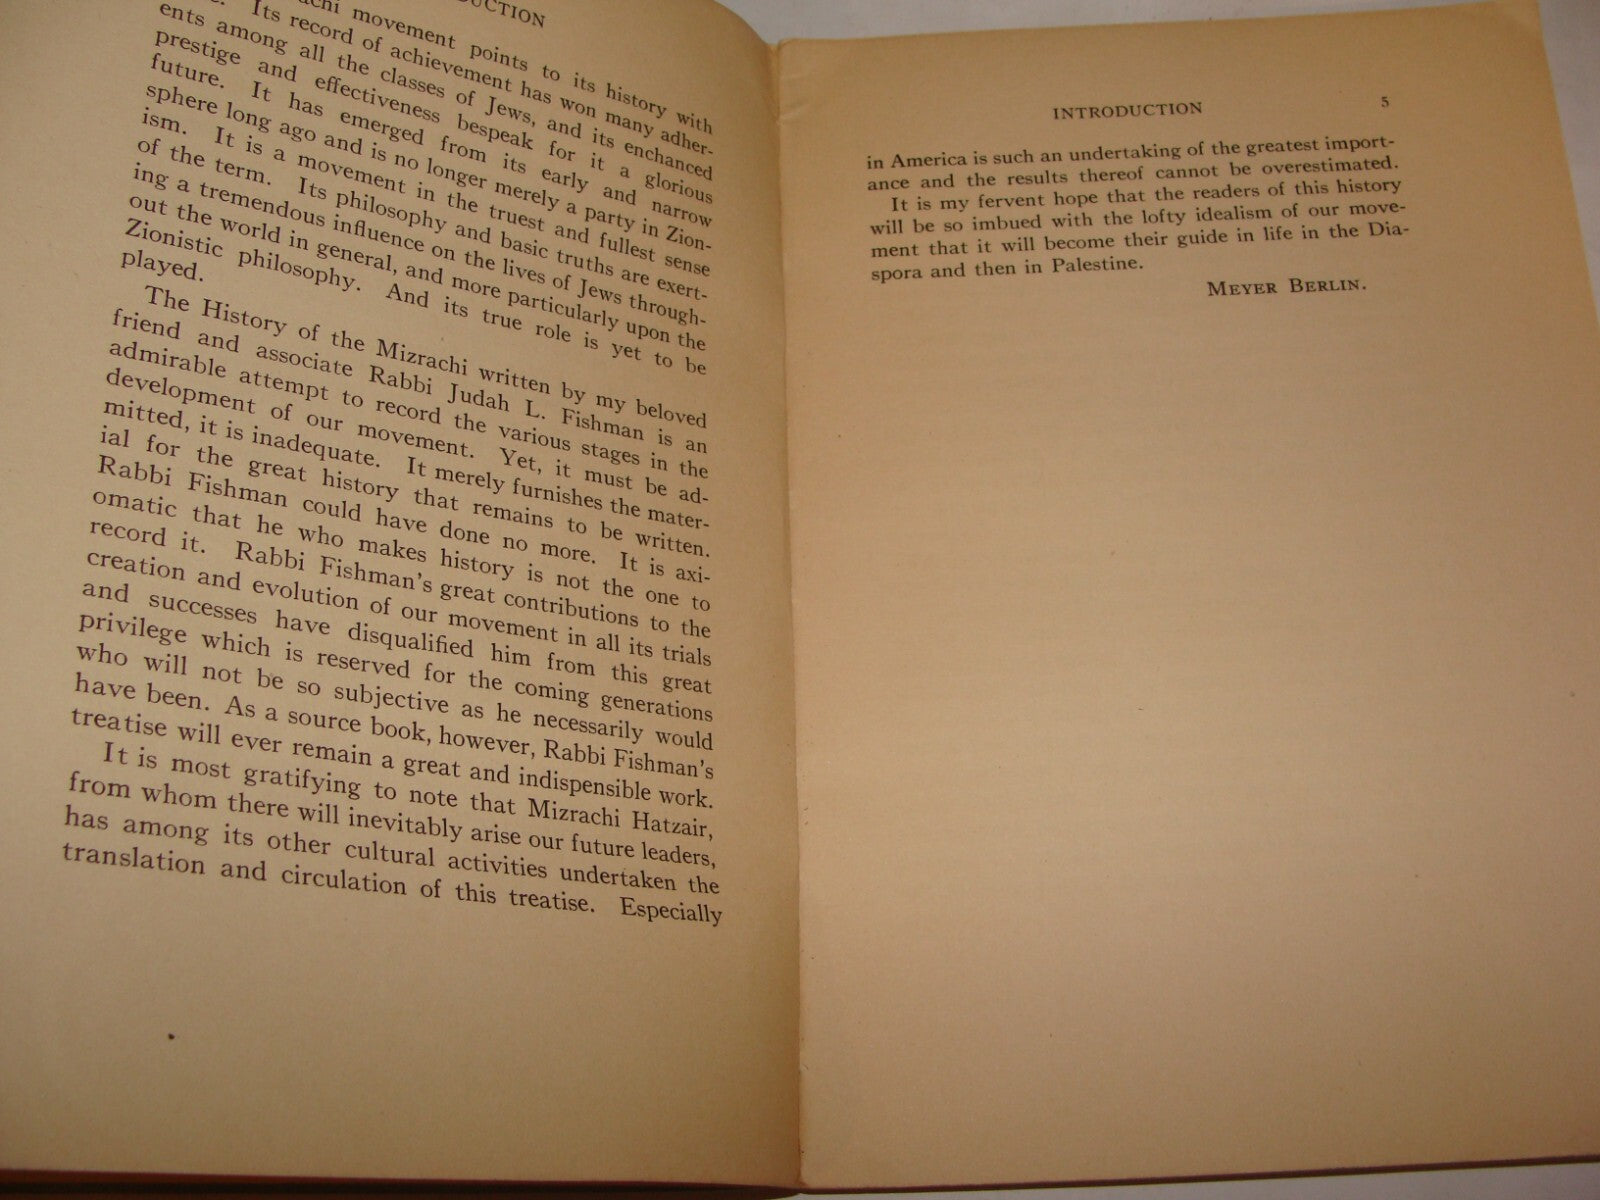 UCTION
movement points to its history with
Its record of achievement has won many adher-
ents among all the classes of Jews, and its enchanced
prestige and effectiveness bespeak for it a glorious
future. It has emerged from its early and narrow
sphere long ago and is no longer merely a party in Zion-
ism. It is a movement in the truest and fullest sense
of the term. Its philosophy and basic truths are exert-
ing a tremendous influence on the lives of Jews through-
out the world in general, and more particularly upon the
Zionistic philosophy. And its true role is yet to be
played.
The History of the Mizrachi written by my beloved
friend and associate Rabbi Judah L. Fishman is an
admirable attempt to record the various stages in the
development of our movement. Yet, it must be ad-
mitted, it is inadequate. It merely furnishes the mater-
ial for the great history that remains to be written.
Rabbi Fishman could have done no more. It is axi-
omatic that he who makes history is not the one to
record it. Rabbi Fishman's great contributions to the
creation and evolution of our movement in all its trials
and successes have disqualified him from this great
privilege which is reserved for the coming generations
who will not be so subjective as he necessarily would
have been. As a source book, however, Rabbi Fishman's
treatise will ever remain a great and indispensible work.
It is most gratifying to note that Mizrachi Hatzair,
from whom there will inevitably arise our future leaders,
has among its other cultural activities undertaken the
translation and circulation of this treatise. Especially
INTRODUCTION 5
in America is such an undertaking of the greatest import-
ance and the results thereof cannot be overestimated.
It is my fervent hope that the readers of this history
will be so imbued with the lofty idealism of our move-
ment that it will become their guide in life in the Dia-
spora and then in Palestine.
MEYER BERLIN.